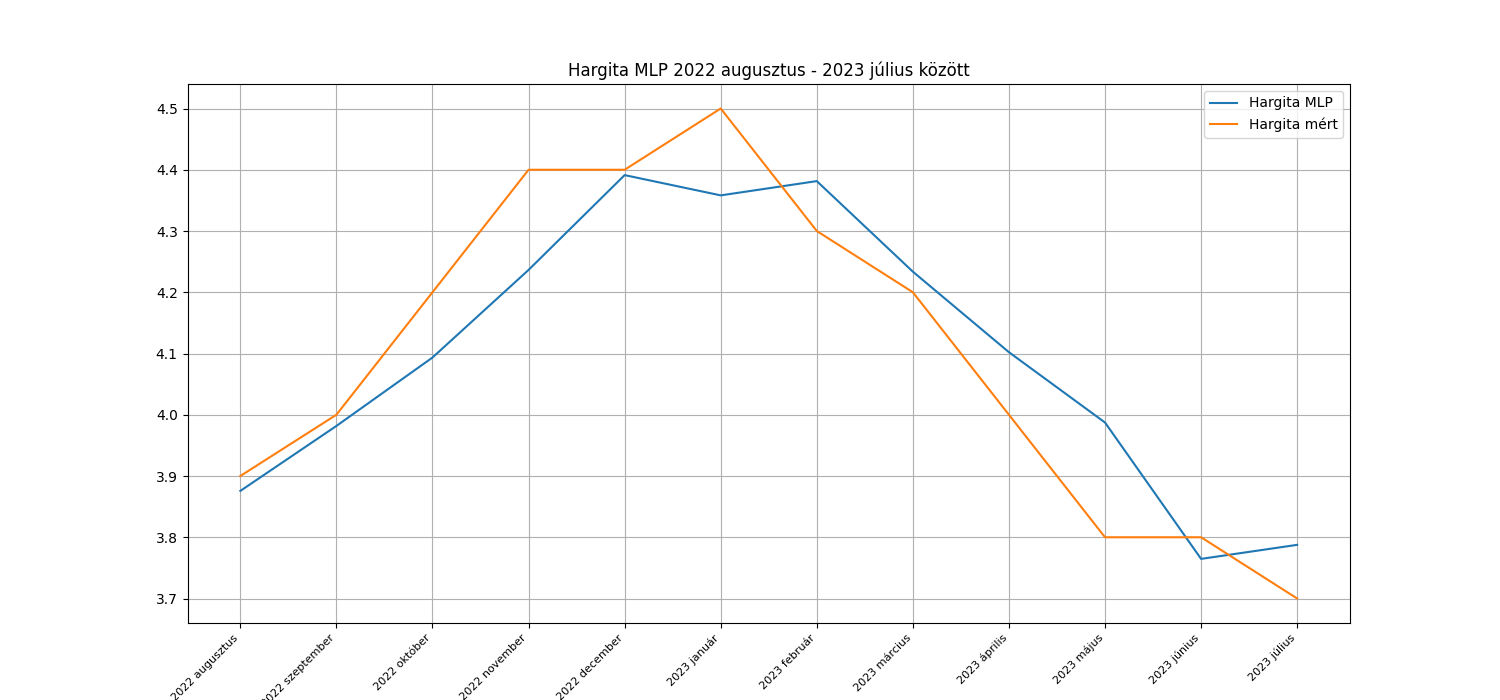 Hargita MLP 2022 augusztus - 2023 július között
Hargita MLP
Hargita mért
4.5
4.4
4.3
4.2
4.1
4.0
3.9
3.8
3.7
2022 augusztus
022 szeptember
2022 október
2022 november
2022 december
2023 január
2023 február
2023 március
2023 április
2023 május
2023 június
2023 július